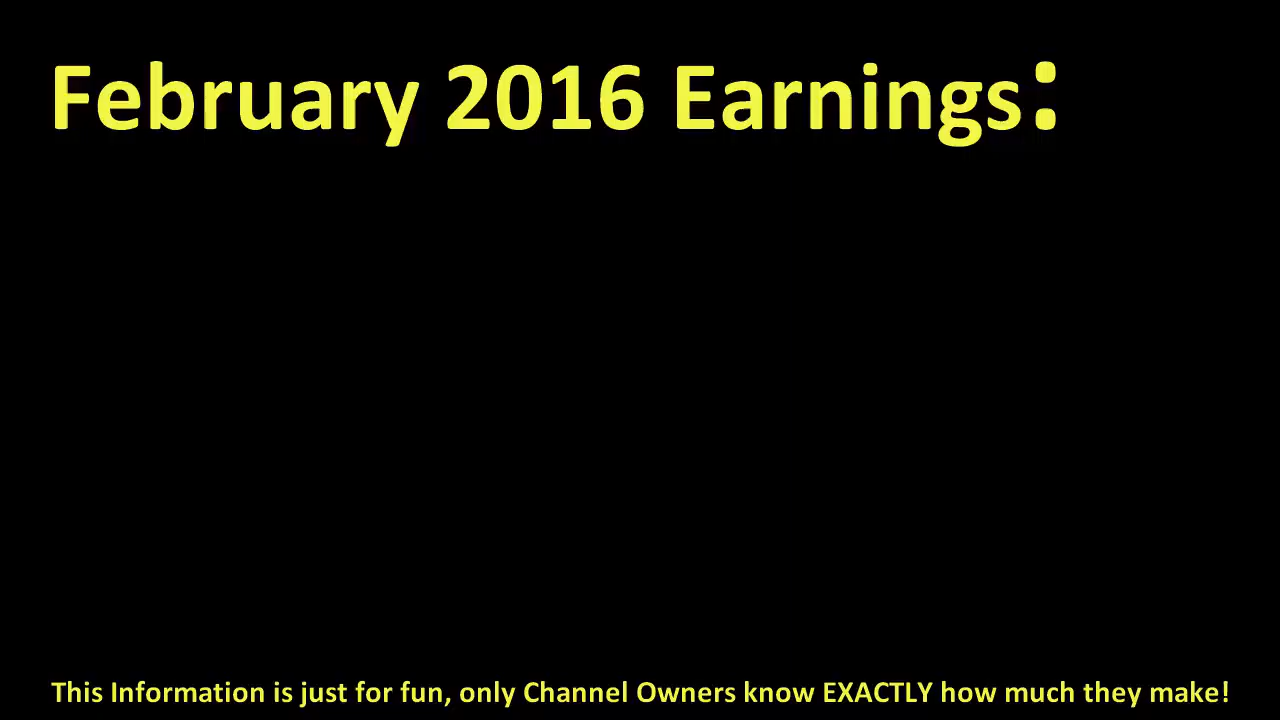 February 2016 Earnings:
This Information is just for fun, only Channel Owners know EXACTLY how much they make!